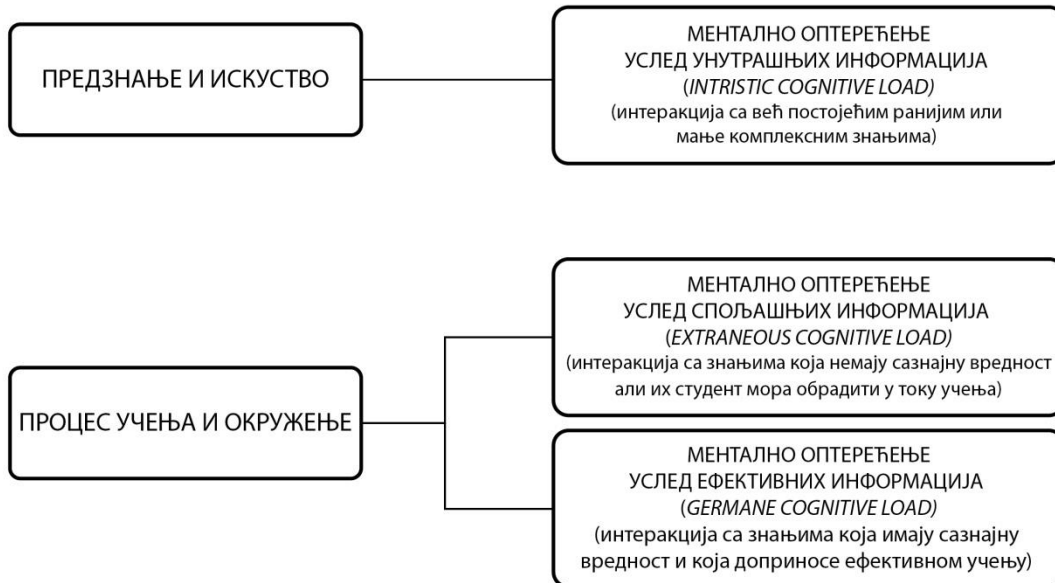 ПРЕДЗНАЊЕ И ИСКУСТВО
МЕНТАЛНО ОПТЕРЕЋЕЊЕ
УСЛЕД УНУТРАШЊИХ ИНФОРМАЦИЈА
(INTRISTIC COGNITIVE LOAD)
(интеракција са већ постојећим ранијим или
мање комплексним знањима)
ПРОЦЕС УЧЕЊА И ОКРУЖЕЊЕ
МЕНТАЛНО ОПТЕРЕЋЕЊЕ
УСЛЕД СПОЉАШЊИХ ИНФОРМАЦИЈА
(EXTRANEOUS COGNITIVE LOAD)
(интеракција са знањима која немају сазнајну вредност
али их студент мора обрадити у току учења)
МЕНТАЛНО ОПТЕРЕЋЕЊЕ
УСЛЕД ЕФЕКТИВНИХ ИНФОРМАЦИЈА
(GERMANE COGNITIVE LOAD)
(интеракција са знањима која имају сазнајну
вредност и која доприносе ефективном учењу)